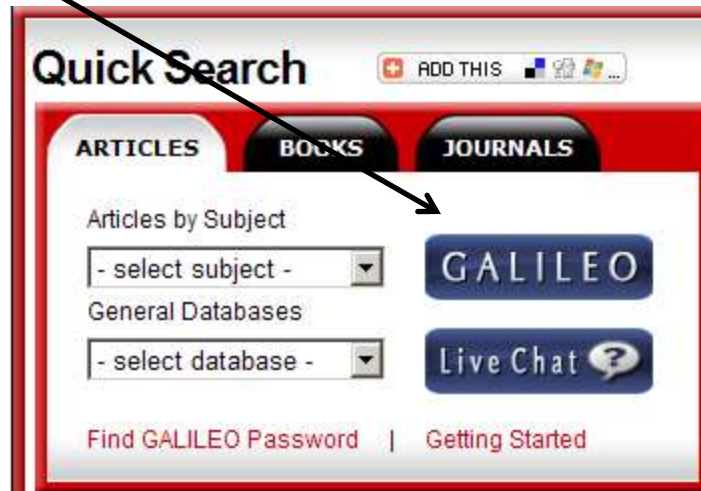 Quick Search ADD THIS ...
ARTICLES BOOKS JOURNALS
Articles by Subject
- select subject - GALILEO
General Databases
- select database - Live Chat ?
Find GALILEO Password | Getting Started